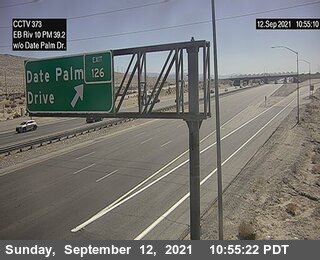 CCTV 373
EB Riv 10 PM 39.2
w/o Date Palm Dr.
12.Sep 2021 10:55:10
EXIT
126
Date Palm
Drive
Sunday, September 12, 2021 10:55:22 PDT